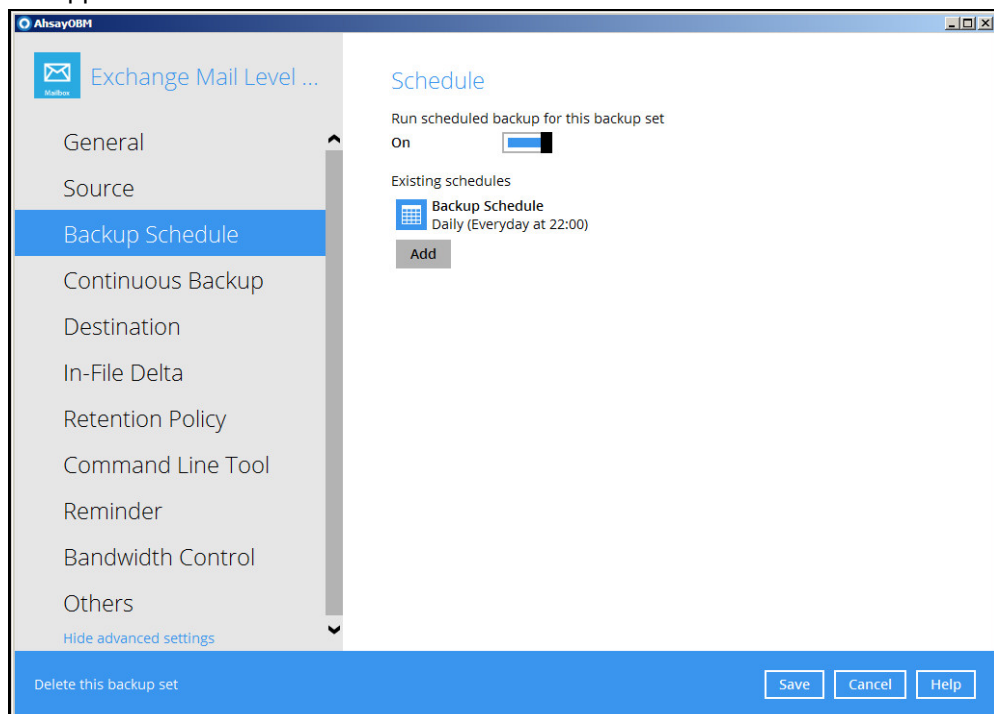 AhsayOBM
Mailbox
Exchange Mail Level ...
General
Source
Backup Schedule
Continuous Backup
Destination
In-File Delta
Retention Policy
Command Line Tool
Reminder
Bandwidth Control
Others
Hide advanced settings
Schedule
Run scheduled backup for this backup set
On
Existing schedules
Backup Schedule
Daily (Everyday at 22:00)
Add
Delete this backup set
Save
Cancel
Help